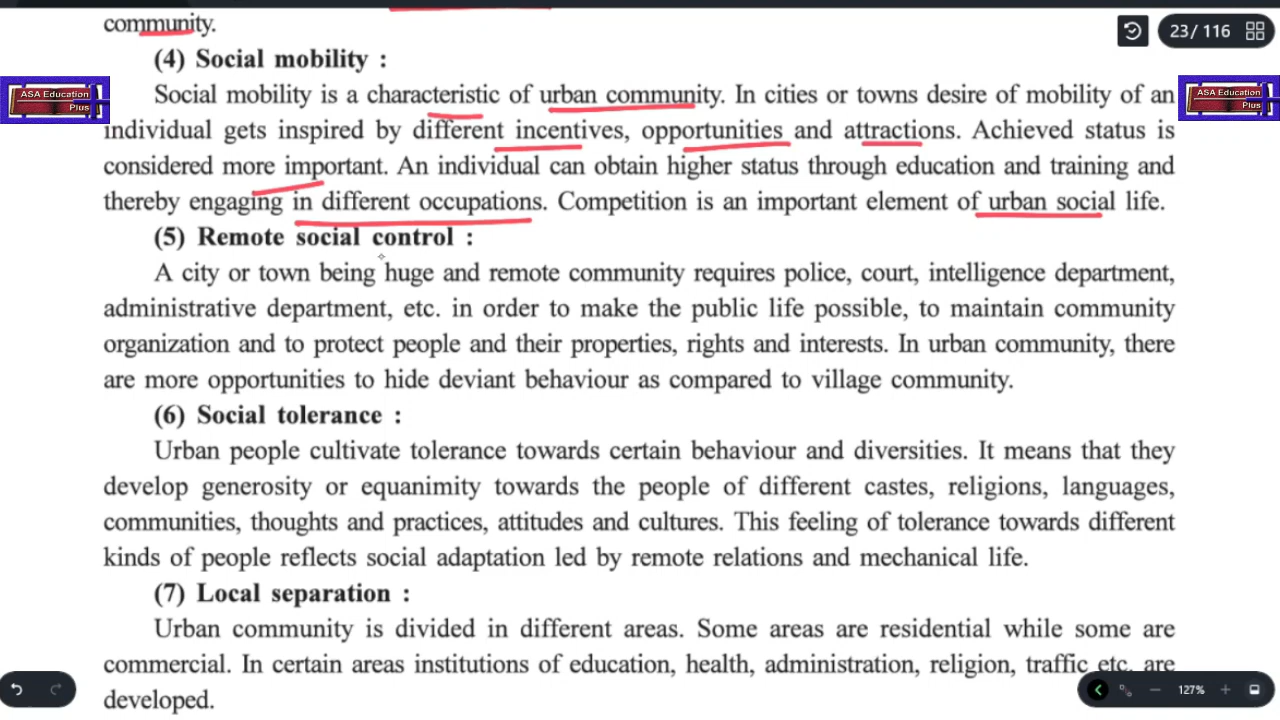 community.
23/ 116
(4) Social mobility :
ASA Education
Plus
ASA Education
Plus
Social mobility is a characteristic of urban community. In cities or towns desire of mobility of an
individual gets inspired by different incentives, opportunities and attractions. Achieved status is
considered more important. An individual can obtain higher status through education and training and
thereby engaging in different occupations. Competition is an important element of urban social life.
(5) Remote social control :
A city or town being huge and remote community requires police, court, intelligence department,
administrative department, etc. in order to make the public life possible, to maintain community
organization and to protect people and their properties, rights and interests. In urban community, there
are more opportunities to hide deviant behaviour as compared to village community.
(6) Social tolerance :
Urban people cultivate tolerance towards certain behaviour and diversities. It means that they
develop generosity or equanimity towards the people of different castes, religions, languages,
communities, thoughts and practices, attitudes and cultures. This feeling of tolerance towards different
kinds of people reflects social adaptation led by remote relations and mechanical life.
(7) Local separation :
Urban community is divided in different areas. Some areas are residential while some are
commercial. In certain areas institutions of education, health, administration, religion, traffic etc. are
developed.
127%